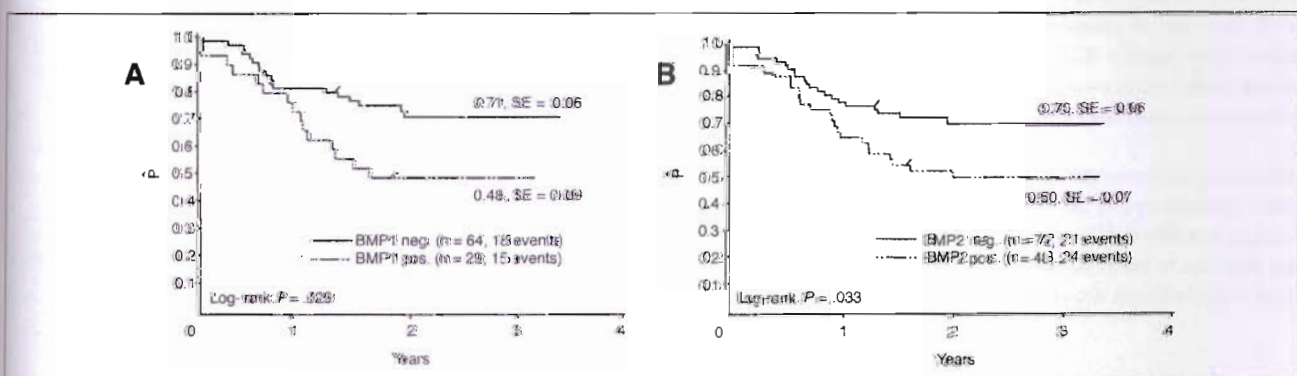 A
1.0
0.9
0.8
0.7
0.6
0.5
0.4
0.3
0.2
0.1
P̂
0.71, SE = 0.06
0.48, SE = 0.09
BMP1 neg. (n = 64, 18 events)
BMP1 pos. (n = 29, 15 events)
Log-rank P = .029
0 1 2 3 4
Years
B
1.0
0.9
0.8
0.7
0.6
0.5
0.4
0.3
0.2
0.1
P̂
0.70, SE = 0.06
0.50, SE = 0.07
BMP2 neg. (n = 72, 21 events)
BMP2 pos. (n = 48, 24 events)
Log-rank P = .033
0 1 2 3 4
Years